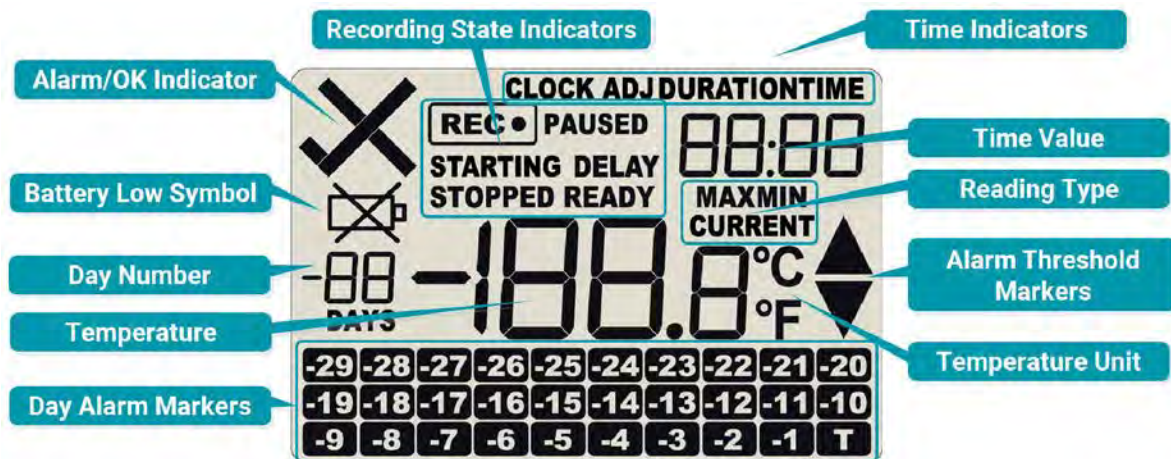 Recording State Indicators
Time Indicators
Alarm/OK Indicator
CLOCK ADJ DURATION TIME
REC ● PAUSED
88:88
Time Value
STARTING DELAY
STOPPED READY
Battery Low Symbol
MAX MIN
CURRENT
Reading Type
Day Number
-88
DAYS
-188.8
°C
°F
Alarm Threshold
Markers
Temperature
Temperature Unit
-29 -28 -27 -26 -25 -24 -23 -22 -21 -20
-19 -18 -17 -16 -15 -14 -13 -12 -11 -10
-9 -8 -7 -6 -5 -4 -3 -2 -1 T
Day Alarm Markers